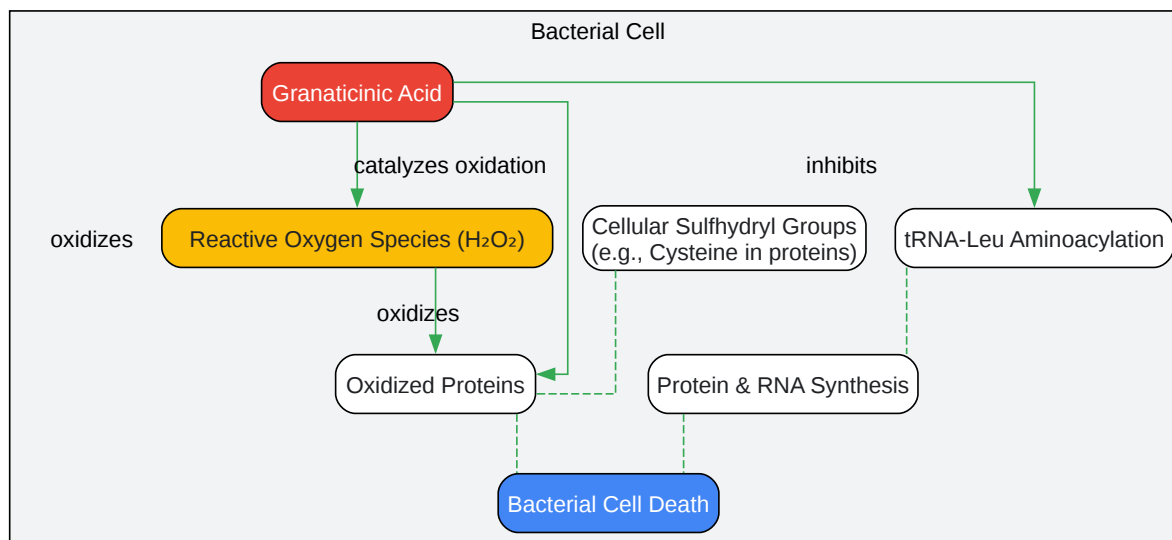 Bacterial Cell
Granaticinic Acid
catalyzes oxidation
inhibits
oxidizes
Reactive Oxygen Species (H₂O₂)
Cellular Sulfhydryl Groups
(e.g., Cysteine in proteins)
tRNA-Leu Aminoacylation
oxidizes
Oxidized Proteins
Protein & RNA Synthesis
Bacterial Cell Death